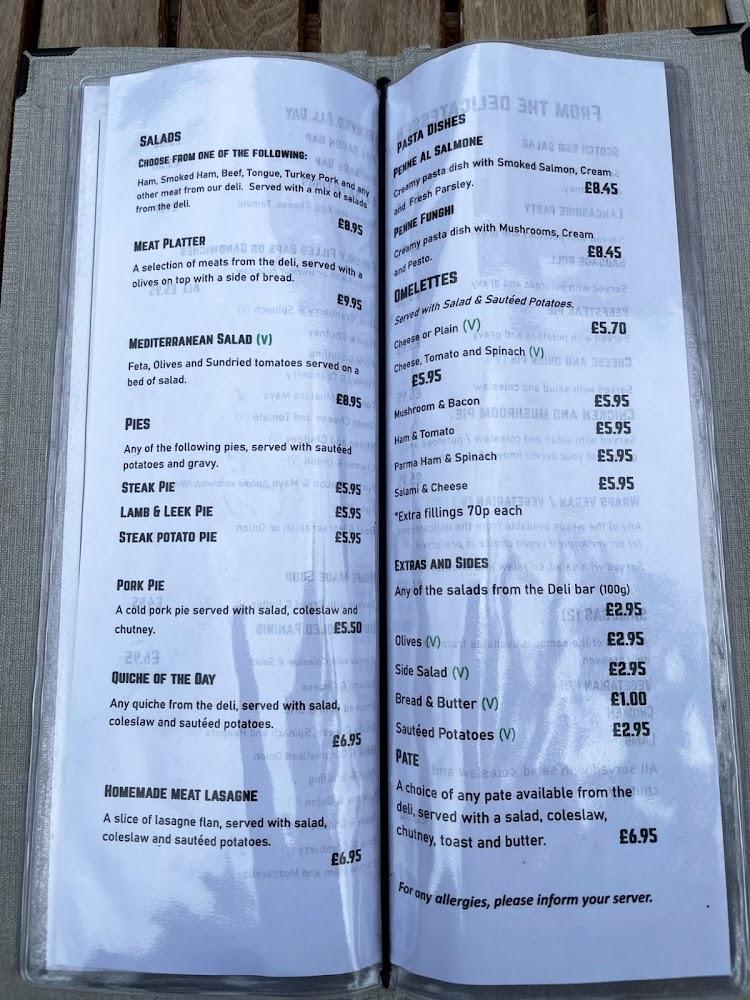 SALADS
CHOOSE FROM ONE OF THE FOLLOWING:
Ham, Smoked Ham, Beef, Tongue, Turkey Pork and any
other meat from our deli. Served with a mix of salads
from the deli.
£8.95
MEAT PLATTER
A selection of meats from the deli, served with a
olives on top with a side of bread.
£9.95
MEDITERRANEAN SALAD (V)
Feta, Olives and Sundried tomatoes served on a
bed of salad.
£8.95
PIES
Any of the following pies, served with sautéed
potatoes and gravy.
STEAK PIE £5.95
LAMB & LEEK PIE £5.95
STEAK POTATO PIE £5.95
PORK PIE
A cold pork pie served with salad, coleslaw and
chutney. £5.50
QUICHE OF THE DAY
Any quiche from the deli, served with salad,
coleslaw and sautéed potatoes.
£6.95
HOMEMADE MEAT LASAGNE
A slice of lasagne flan, served with salad,
coleslaw and sautéed potatoes.
£6.95
PASTA DISHES
PENNE AL SALMONE
Creamy pasta dish with Smoked Salmon, Cream
and Fresh Parsley. £8.45
PENNE FUNGHI
Creamy pasta dish with Mushrooms, Cream
and Pesto. £8.45
OMELETTES
Served with Salad & Sautéed Potatoes.
Cheese or Plain (V) £5.70
Cheese, Tomato and Spinach (V)
£5.95
Mushroom & Bacon £5.95
Ham & Tomato £5.95
Parma Ham & Spinach £5.95
Salami & Cheese £5.95
*Extra fillings 70p each
EXTRAS AND SIDES
Any of the salads from the Deli bar (100g)
£2.95
Olives (V) £2.95
Side Salad (V) £2.95
Bread & Butter (V) £1.00
Sautéed Potatoes (V) £2.95
PATE
A choice of any pate available from the
deli, served with a salad, coleslaw,
chutney, toast and butter. £6.95
For any allergies, please inform your server.